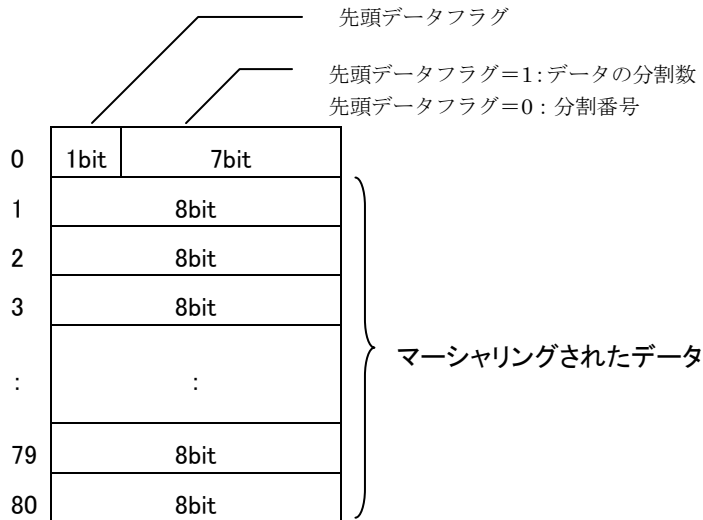 先頭データフラグ
先頭データフラグ=1:データの分割数
先頭データフラグ=0:分割番号
0 1bit 7bit
1 8bit
2 8bit
3 8bit
マーシャリングされたデータ
: :
79 8bit
80 8bit